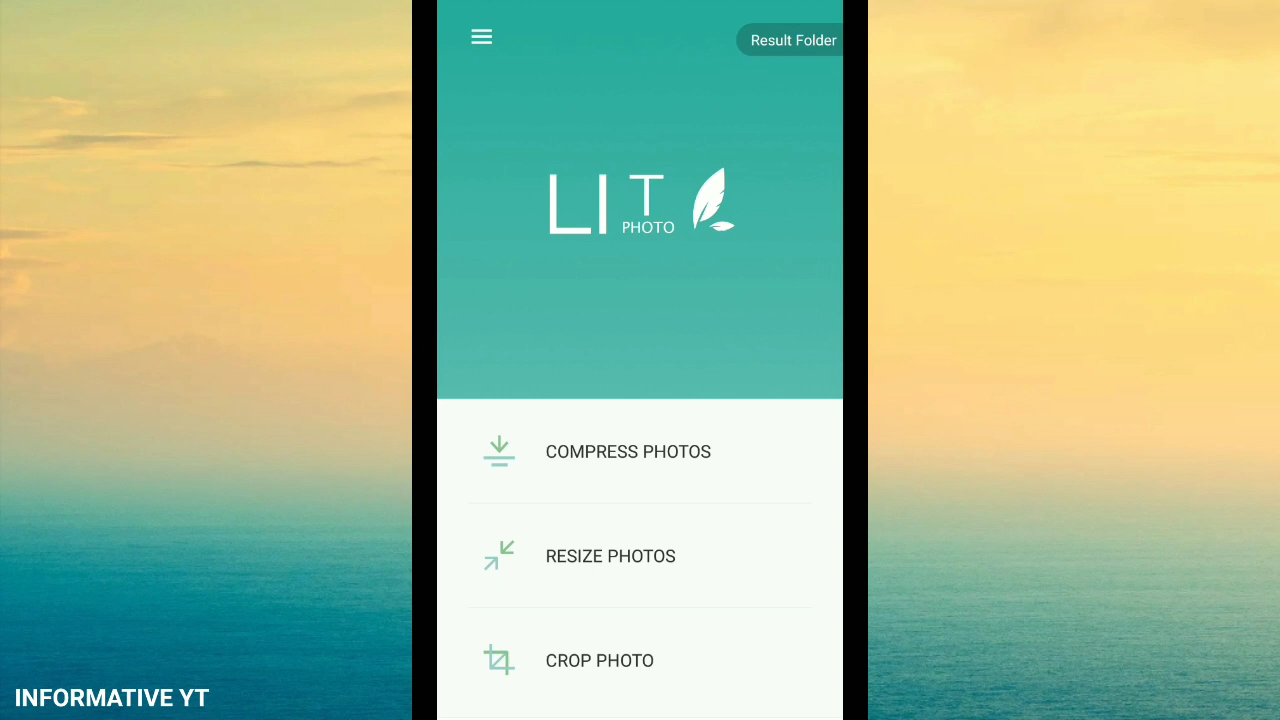 Result Folder
LIT
PHOTO
COMPRESS PHOTOS
RESIZE PHOTOS
CROP PHOTO
INFORMATIVE YT